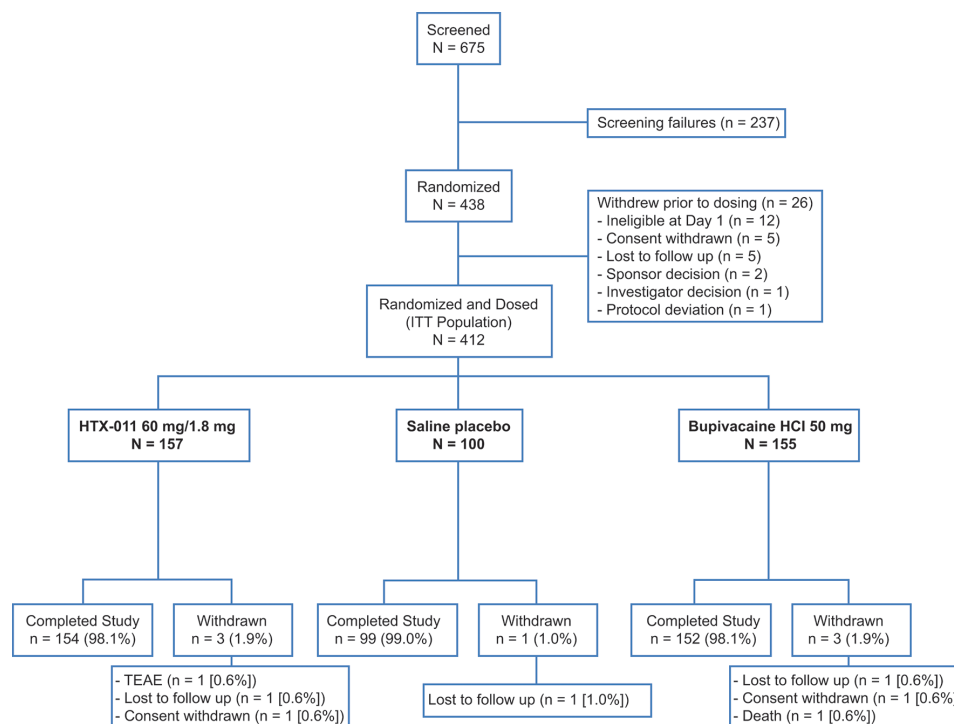 Screened
N = 675
Screening failures (n = 237)
Randomized
N = 438
Withdrew prior to dosing (n = 26)
- Ineligible at Day 1 (n = 12)
- Consent withdrawn (n = 5)
- Lost to follow up (n = 5)
- Sponsor decision (n = 2)
- Investigator decision (n = 1)
- Protocol deviation (n = 1)
Randomized and Dosed
(ITT Population)
N = 412
HTX-011 60 mg/1.8 mg
N = 157
Saline placebo
N = 100
Bupivacaine HCl 50 mg
N = 155
Completed Study
n = 154 (98.1%)
Withdrawn
n = 3 (1.9%)
Completed Study
n = 99 (99.0%)
Withdrawn
n = 1 (1.0%)
Completed Study
n = 152 (98.1%)
Withdrawn
n = 3 (1.9%)
- TEAE (n = 1 [0.6%])
- Lost to follow up (n = 1 [0.6%])
- Consent withdrawn (n = 1 [0.6%])
Lost to follow up (n = 1 [1.0%])
- Lost to follow up (n = 1 [0.6%])
- Consent withdrawn (n = 1 [0.6%
- Death (n = 1 [0.6%])